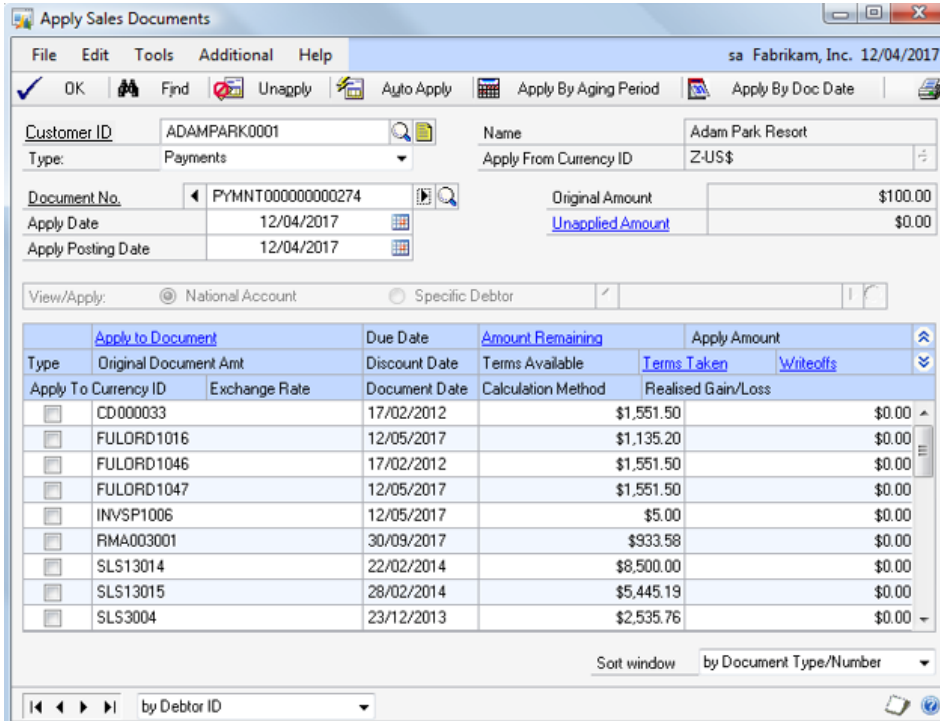 Apply Sales Documents
File Edit Tools Additional Help sa Fabrikam, Inc. 12/04/2017
OK Find Unapply Auto Apply Apply By Aging Period Apply By Doc Date
Customer ID ADAMPARK0001 Name Adam Park Resort
Type: Payments Apply From Currency ID Z-US$
Document No. PYMNT000000000274 Original Amount $100.00
Apply Date 12/04/2017 Unapplied Amount $0.00
Apply Posting Date 12/04/2017
View/Apply: National Account Specific Debtor
Apply to Document Due Date Amount Remaining Apply Amount
Type Original Document Amt Discount Date Terms Available Terms Taken Writeoffs
Apply To Currency ID Exchange Rate Document Date Calculation Method Realised Gain/Loss
CD000033 17/02/2012 $1,551.50 $0.00
FULORD1016 12/05/2017 $1,135.20 $0.00
FULORD1046 17/02/2012 $1,551.50 $0.00
FULORD1047 12/05/2017 $1,551.50 $0.00
INVSP1006 12/05/2017 $5.00 $0.00
RMA003001 30/09/2017 $933.58 $0.00
SLS13014 22/02/2014 $8,500.00 $0.00
SLS13015 28/02/2014 $5,445.19 $0.00
SLS3004 23/12/2013 $2,535.76 $0.00
Sort window by Document Type/Number
by Debtor ID